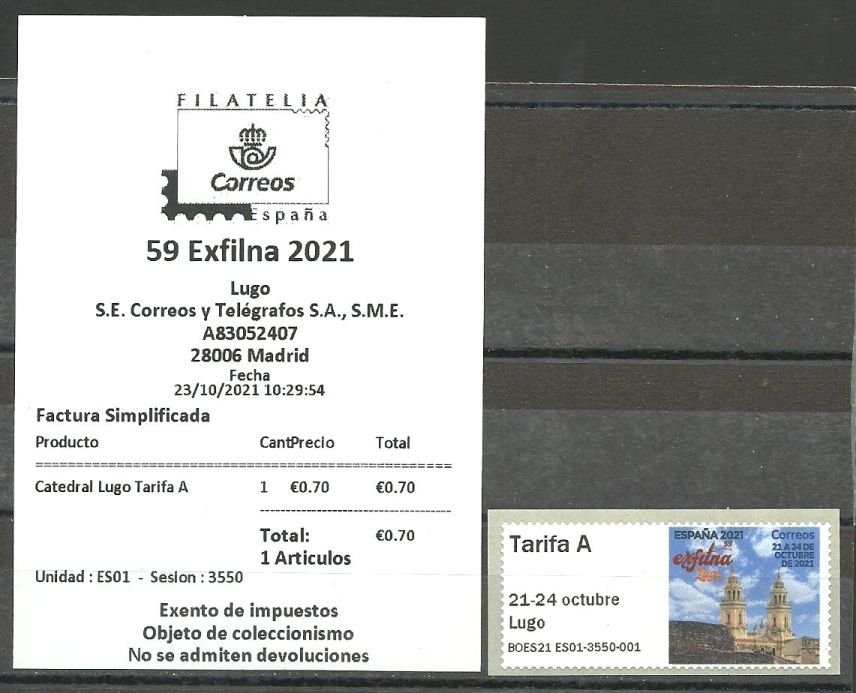 FILATELIA
Correos
España
59 Exfilna 2021
Lugo
S.E. Correos y Telégrafos S.A., S.M.E.
A83052407
28006 Madrid
Fecha
23/10/2021 10:29:54
Factura Simplificada
Producto CantPrecio Total
Catedral Lugo Tarifa A 1 €0.70 €0.70
Total: €0.70
1 Articulos
Unidad : ES01 - Sesion : 3550
Exento de impuestos
Objeto de coleccionismo
No se admiten devoluciones
Tarifa A
21-24 octubre
Lugo
BOES21 ES01-3550-001
ESPAÑA 2021
59
exfilna
Correos
21 A 24 DE
OCTUBRE
DE 2021